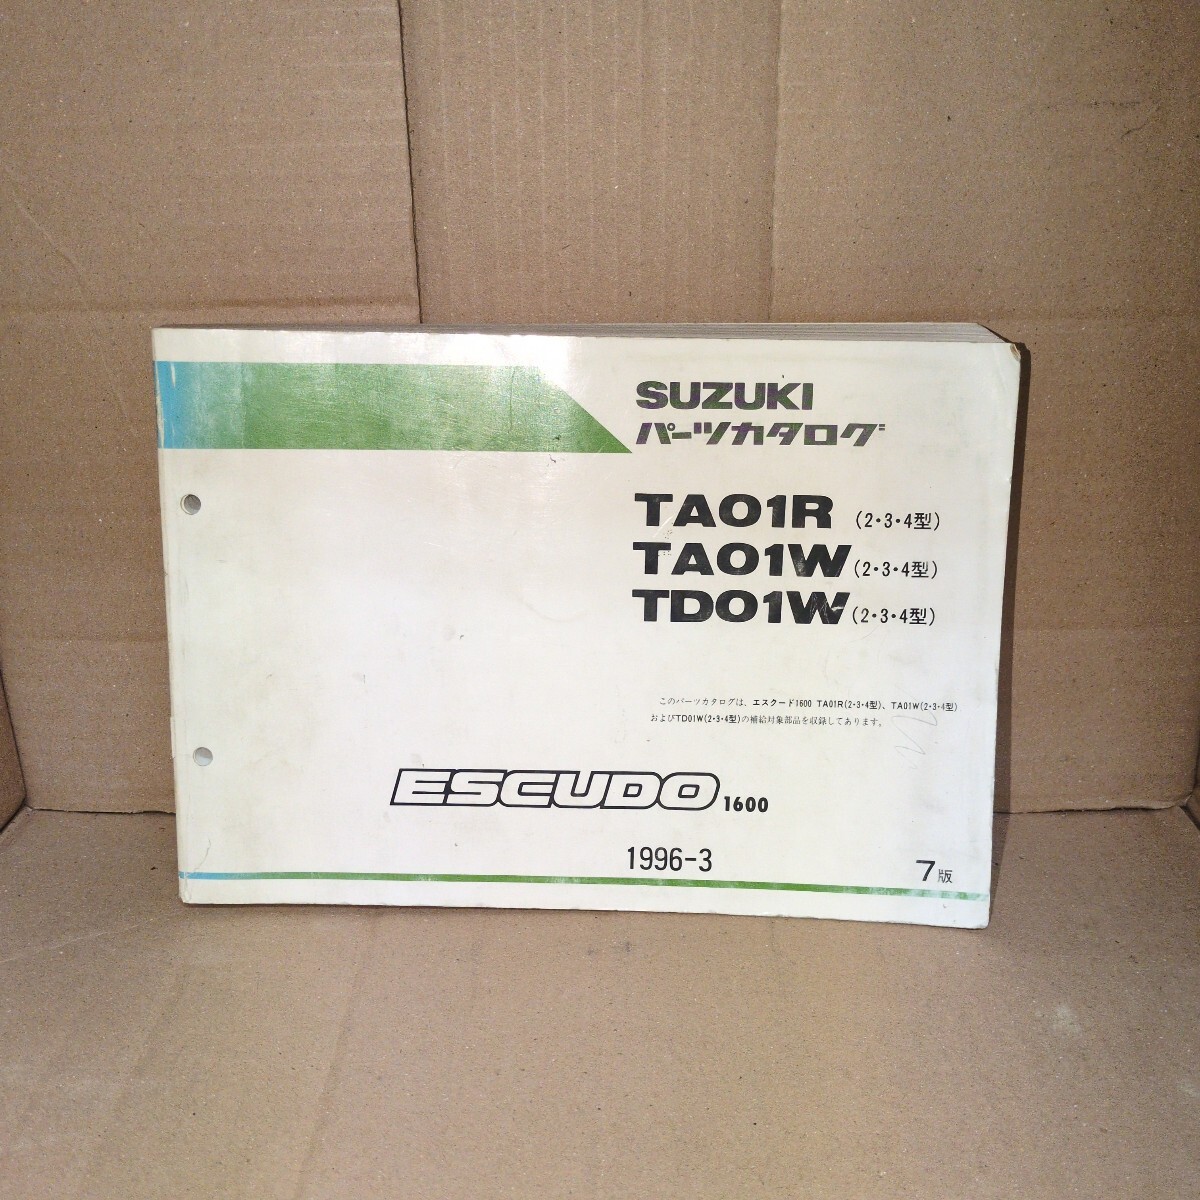 SUZUKI
パーツカタログ
TA01R (2・3・4型)
TA01W (2・3・4型)
TD01W (2・3・4型)
このパーツカタログは、エスクード1600 TA01R(2・3・4型)、TA01W(2・3・4型)
およびTD01W(2・3・4型)の補給対象部品を収録してあります。
ESCUDO 1600
1996-3
7版